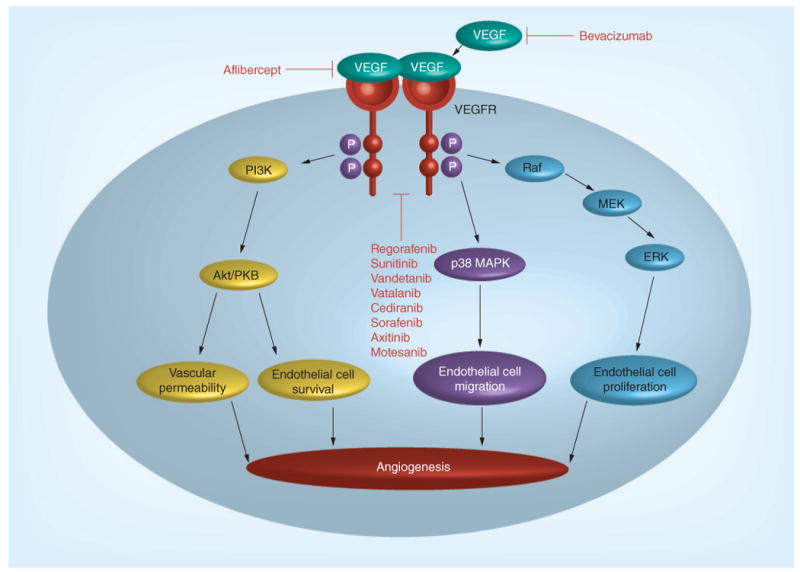 VEGF
Bevacizumab
Aflibercept
VEGF
VEGF
VEGFR
P
P
P
P
PI3K
Raf
MEK
ERK
Akt/PKB
p38 MAPK
Regorafenib
Sunitinib
Vandetanib
Vatalanib
Cediranib
Sorafenib
Axitinib
Motesanib
Vascular
permeability
Endothelial cell
survival
Endothelial cell
migration
Endothelial cell
proliferation
Angiogenesis